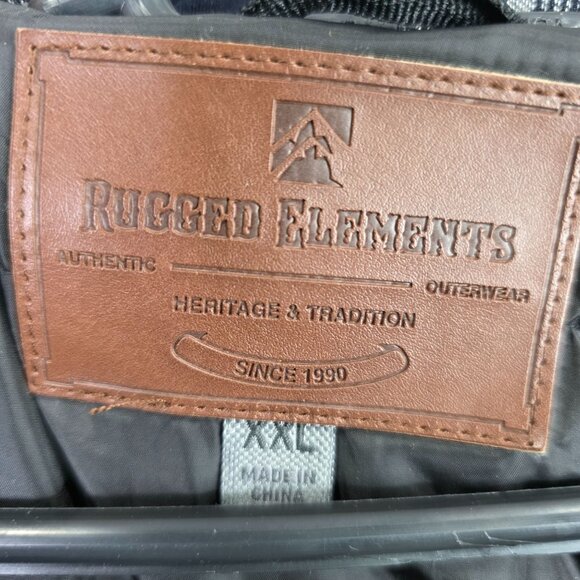 RUGGED ELEMENTS
AUTHENTIC OUTERWEAR
HERITAGE & TRADITION
SINCE 1990
XXL
MADE IN
CHINA